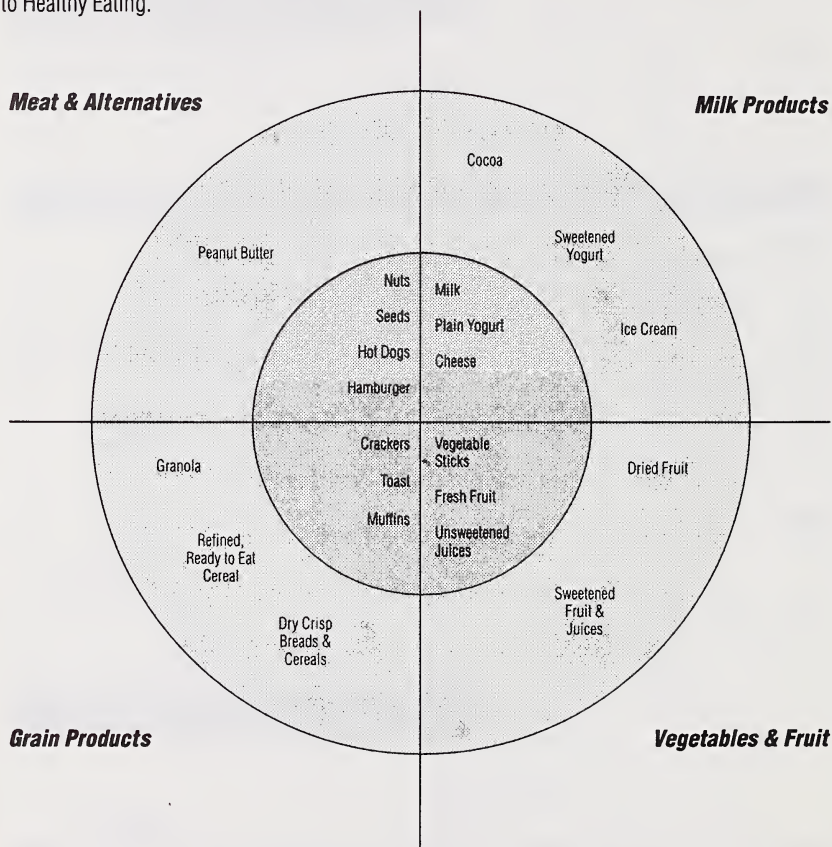 to Healthy Eating.
Meat & Alternatives
Milk Products
Cocoa
Sweetened
Yogurt
Ice Cream
Peanut Butter
Nuts
Seeds
Hot Dogs
Hamburger
Milk
Plain Yogurt
Cheese
Crackers
Toast
Muffins
Vegetable
Sticks
Fresh Fruit
Unsweetened
Juices
Granola
Refined,
Ready to Eat
Cereal
Dry Crisp
Breads &
Cereals
Dried Fruit
Sweetened
Fruit &
Juices
Grain Products
Vegetables & Fruit